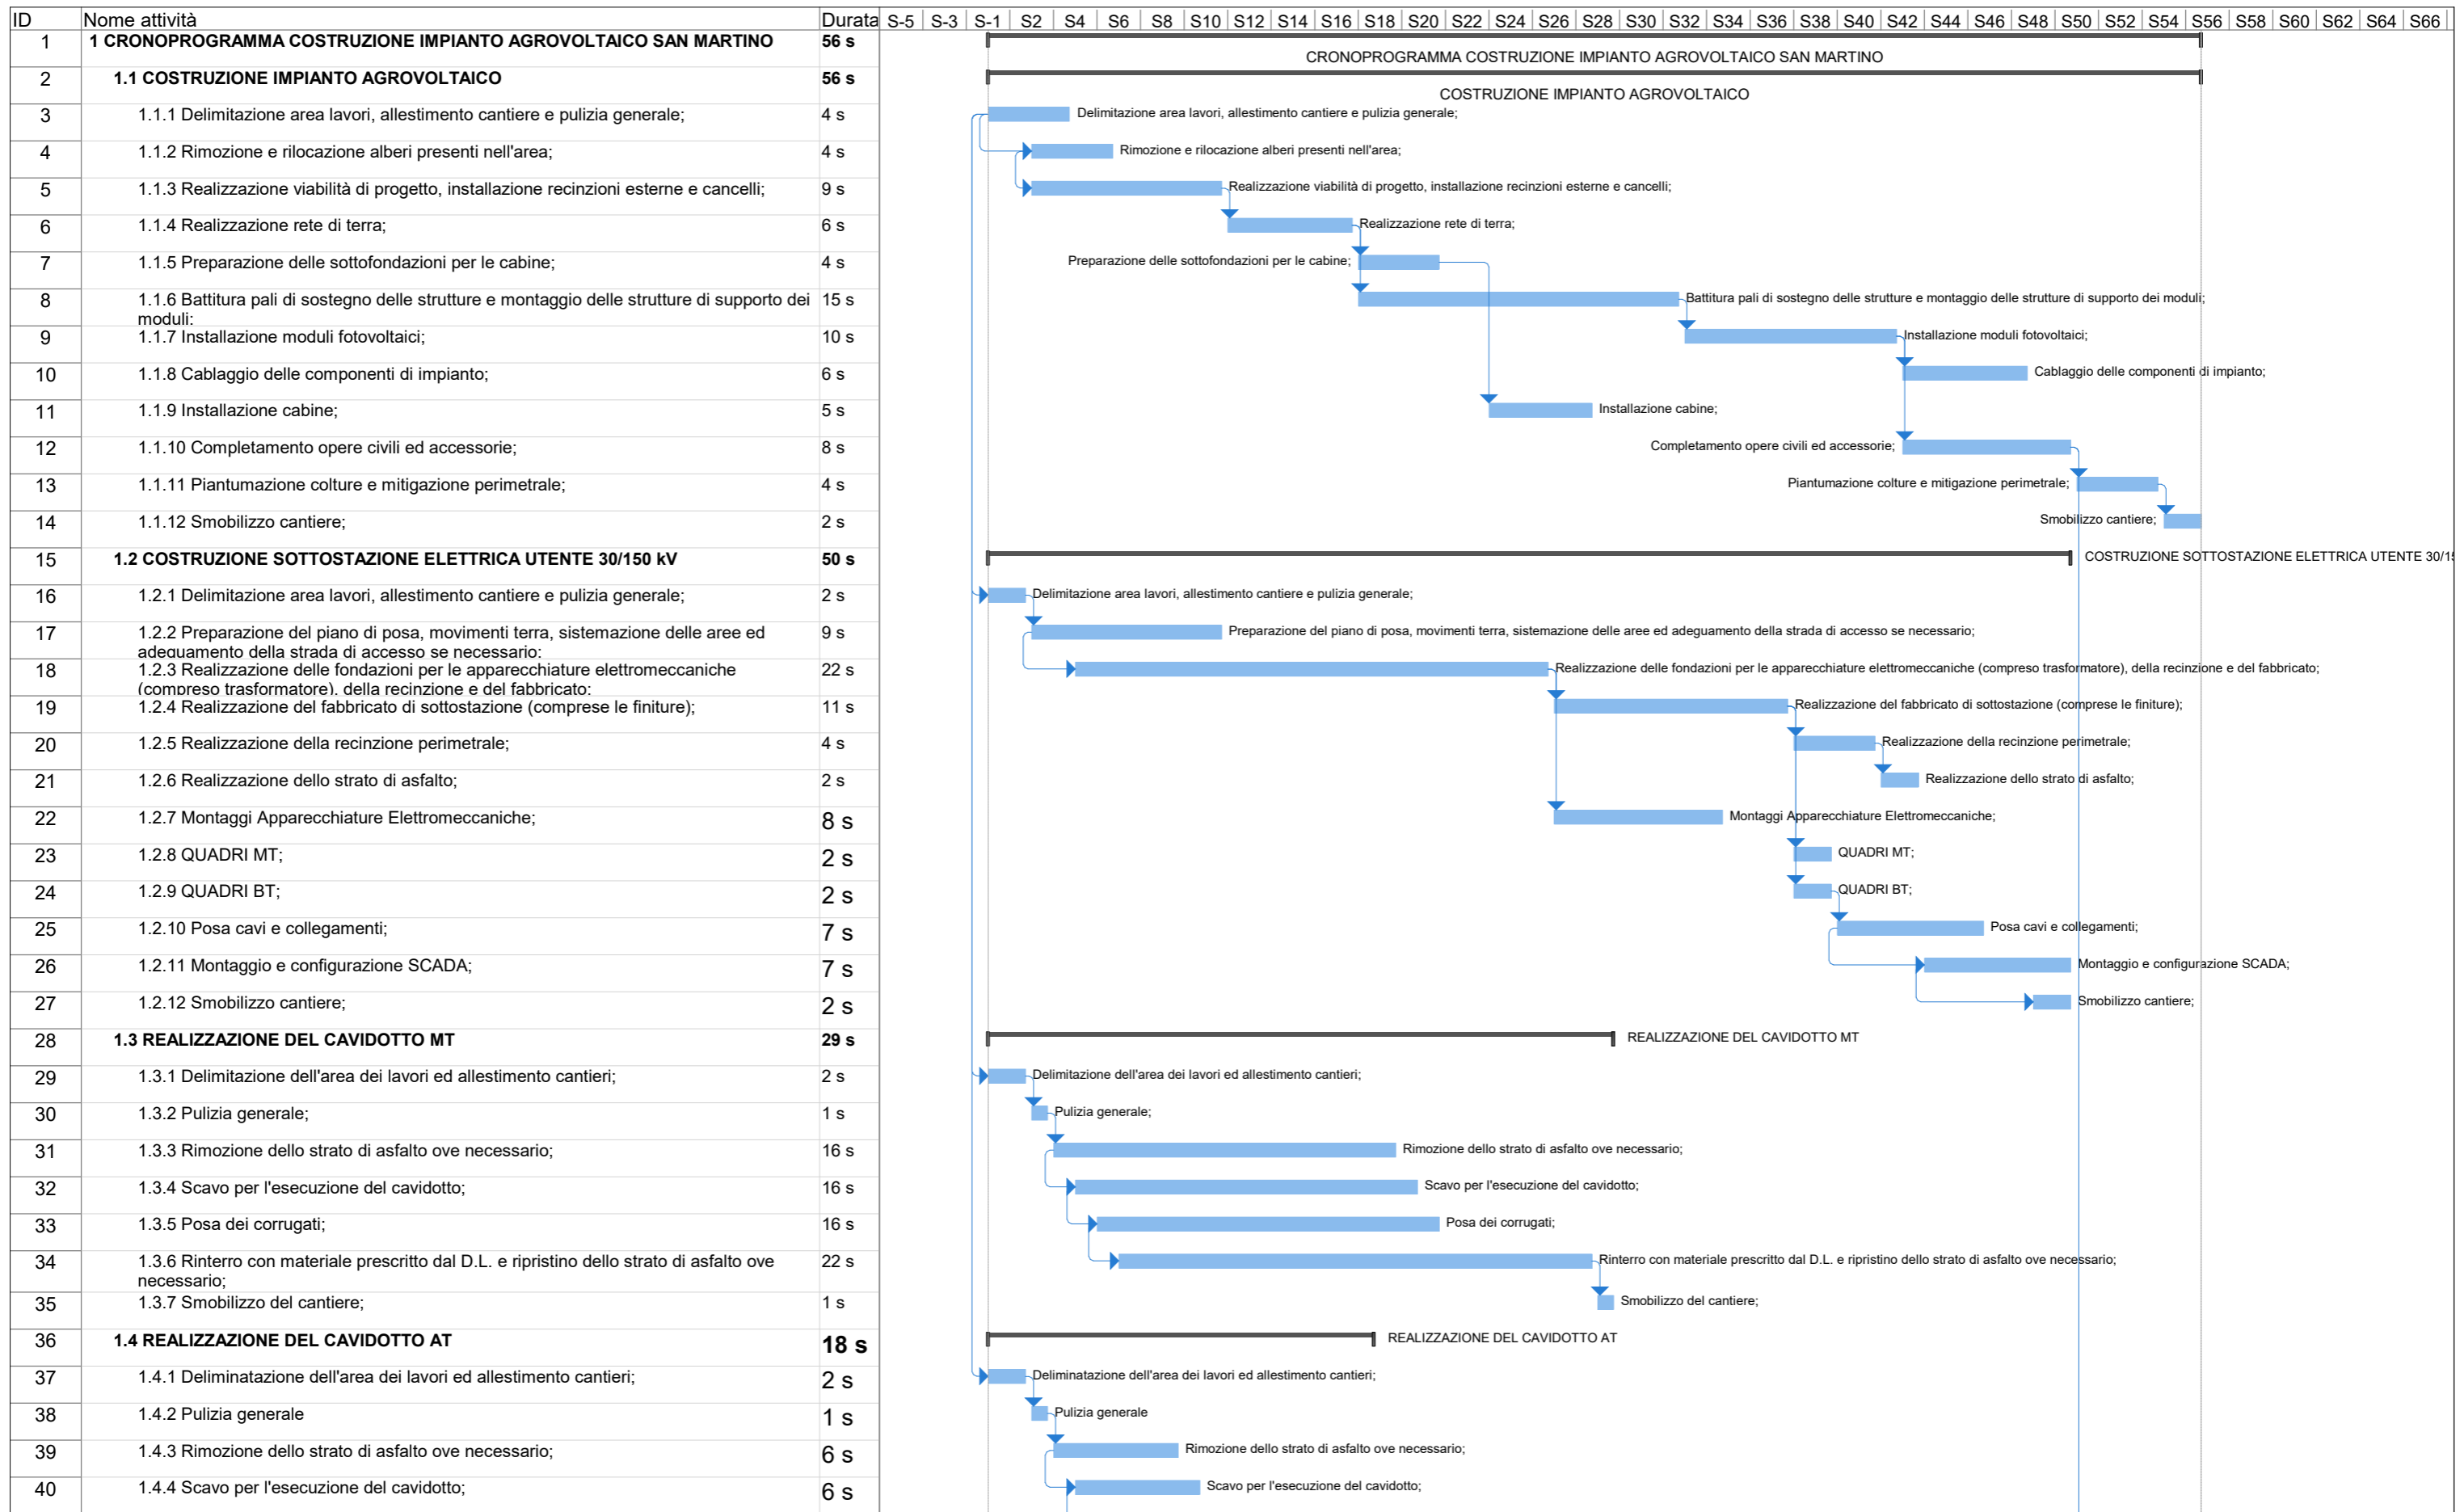 ID Nome attività Durata S-5 S-3 S-1 S2 S4 S6 S8 S10 S12 S14 S16 S18 S20 S22 S24 S26 S28 S30 S32 S34 S36 S38 S40 S42 S44 S46 S48 S50 S52 S54 S56 S58 S60 S62 S64 S66
1 1 CRONOPROGRAMMA COSTRUZIONE IMPIANTO AGROVOLTAICO SAN MARTINO 56 s
CRONOPROGRAMMA COSTRUZIONE IMPIANTO AGROVOLTAICO SAN MARTINO
2 1.1 COSTRUZIONE IMPIANTO AGROVOLTAICO 56 s
COSTRUZIONE IMPIANTO AGROVOLTAICO
3 1.1.1 Delimitazione area lavori, allestimento cantiere e pulizia generale; 4 s Delimitazione area lavori, allestimento cantiere e pulizia generale;
4 1.1.2 Rimozione e rilocazione alberi presenti nell'area; 4 s Rimozione e rilocazione alberi presenti nell'area;
5 1.1.3 Realizzazione viabilità di progetto, installazione recinzioni esterne e cancelli; 9 s Realizzazione viabilità di progetto, installazione recinzioni esterne e cancelli;
6 1.1.4 Realizzazione rete di terra; 6 s Realizzazione rete di terra;
7 1.1.5 Preparazione delle sottofondazioni per le cabine; 4 s Preparazione delle sottofondazioni per le cabine;
8 1.1.6 Battitura pali di sostegno delle strutture e montaggio delle strutture di supporto dei 15 s Battitura pali di sostegno delle strutture e montaggio delle strutture di supporto dei moduli;
moduli;
9 1.1.7 Installazione moduli fotovoltaici; 10 s Installazione moduli fotovoltaici;
10 1.1.8 Cablaggio delle componenti di impianto; 6 s Cablaggio delle componenti di impianto;
11 1.1.9 Installazione cabine; 5 s Installazione cabine;
12 1.1.10 Completamento opere civili ed accessorie; 8 s Completamento opere civili ed accessorie;
13 1.1.11 Piantumazione colture e mitigazione perimetrale; 4 s Piantumazione colture e mitigazione perimetrale;
14 1.1.12 Smobilizzo cantiere; 2 s Smobilizzo cantiere;
15 1.2 COSTRUZIONE SOTTOSTAZIONE ELETTRICA UTENTE 30/150 kV 50 s COSTRUZIONE SOTTOSTAZIONE ELETTRICA UTENTE 30/15
16 1.2.1 Delimitazione area lavori, allestimento cantiere e pulizia generale; 2 s Delimitazione area lavori, allestimento cantiere e pulizia generale;
17 1.2.2 Preparazione del piano di posa, movimenti terra, sistemazione delle aree ed 9 s Preparazione del piano di posa, movimenti terra, sistemazione delle aree ed adeguamento della strada di accesso se necessario;
adeguamento della strada di accesso se necessario;
18 1.2.3 Realizzazione delle fondazioni per le apparecchiature elettromeccaniche 22 s Realizzazione delle fondazioni per le apparecchiature elettromeccaniche (compreso trasformatore), della recinzione e del fabbricato;
(compreso trasformatore), della recinzione e del fabbricato;
19 1.2.4 Realizzazione del fabbricato di sottostazione (comprese le finiture); 11 s Realizzazione del fabbricato di sottostazione (comprese le finiture);
20 1.2.5 Realizzazione della recinzione perimetrale; 4 s Realizzazione della recinzione perimetrale;
21 1.2.6 Realizzazione dello strato di asfalto; 2 s Realizzazione dello strato di asfalto;
22 1.2.7 Montaggi Apparecchiature Elettromeccaniche; 8 s Montaggi Apparecchiature Elettromeccaniche;
23 1.2.8 QUADRI MT; 2 s QUADRI MT;
24 1.2.9 QUADRI BT; 2 s QUADRI BT;
25 1.2.10 Posa cavi e collegamenti; 7 s Posa cavi e collegamenti;
26 1.2.11 Montaggio e configurazione SCADA; 7 s Montaggio e configurazione SCADA;
27 1.2.12 Smobilizzo cantiere; 2 s Smobilizzo cantiere;
28 1.3 REALIZZAZIONE DEL CAVIDOTTO MT 29 s REALIZZAZIONE DEL CAVIDOTTO MT
29 1.3.1 Delimitazione dell'area dei lavori ed allestimento cantieri; 2 s Delimitazione dell'area dei lavori ed allestimento cantieri;
30 1.3.2 Pulizia generale; 1 s Pulizia generale;
31 1.3.3 Rimozione dello strato di asfalto ove necessario; 16 s Rimozione dello strato di asfalto ove necessario;
32 1.3.4 Scavo per l'esecuzione del cavidotto; 16 s Scavo per l'esecuzione del cavidotto;
33 1.3.5 Posa dei corrugati; 16 s Posa dei corrugati;
34 1.3.6 Rinterro con materiale prescritto dal D.L. e ripristino dello strato di asfalto ove 22 s Rinterro con materiale prescritto dal D.L. e ripristino dello strato di asfalto ove necessario;
necessario;
35 1.3.7 Smobilizzo del cantiere; 1 s Smobilizzo del cantiere;
36 1.4 REALIZZAZIONE DEL CAVIDOTTO AT 18 s REALIZZAZIONE DEL CAVIDOTTO AT
37 1.4.1 Deliminatazione dell'area dei lavori ed allestimento cantieri; 2 s Deliminatazione dell'area dei lavori ed allestimento cantieri;
38 1.4.2 Pulizia generale 1 s Pulizia generale
39 1.4.3 Rimozione dello strato di asfalto ove necessario; 6 s Rimozione dello strato di asfalto ove necessario;
40 1.4.4 Scavo per l'esecuzione del cavidotto; 6 s Scavo per l'esecuzione del cavidotto;